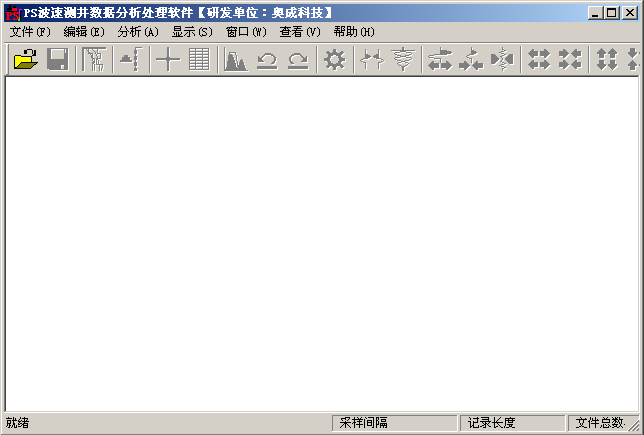 PS波速测井数据分析处理软件【研发单位：奥成科技】
文件(F) 编辑(E) 分析(A) 显示(S) 窗口(W) 查看(V) 帮助(H)
就绪 采样间隔 记录长度 文件总数